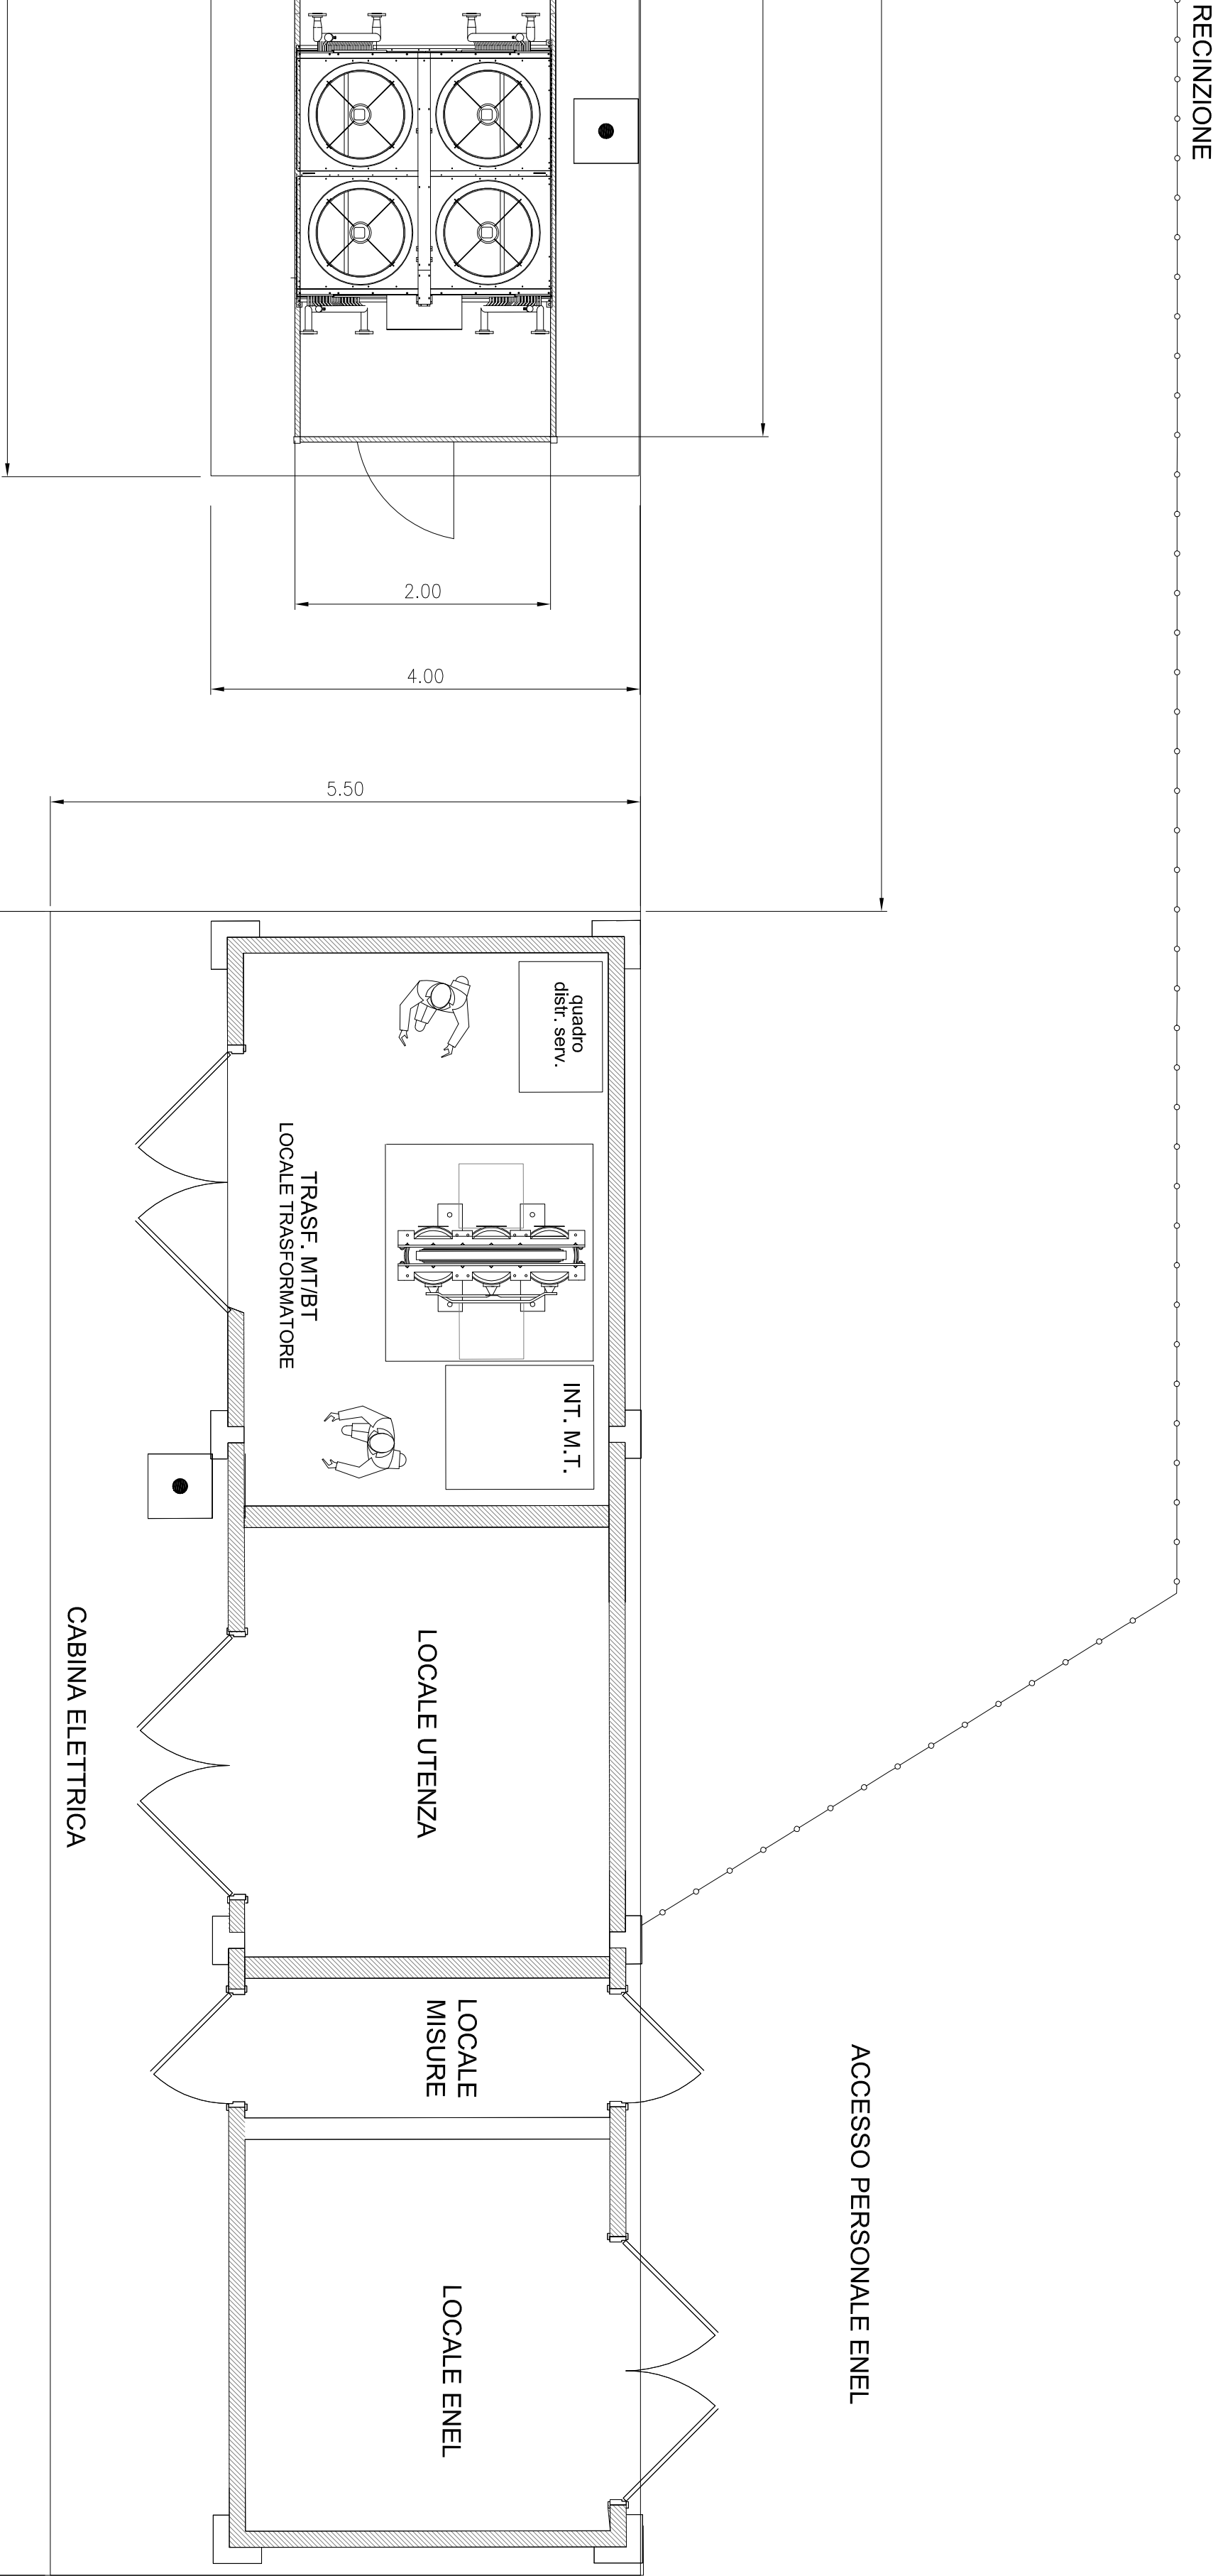 RECINZIONE
2.00
4.00
5.50
quadro
distr. serv.
TRASF. MT/BT
LOCALE TRASFORMATORE
INT. M.T.
LOCALE UTENZA
CABINA ELETTRICA
LOCALE
MISURE
ACCESSO PERSONALE ENEL
LOCALE ENEL